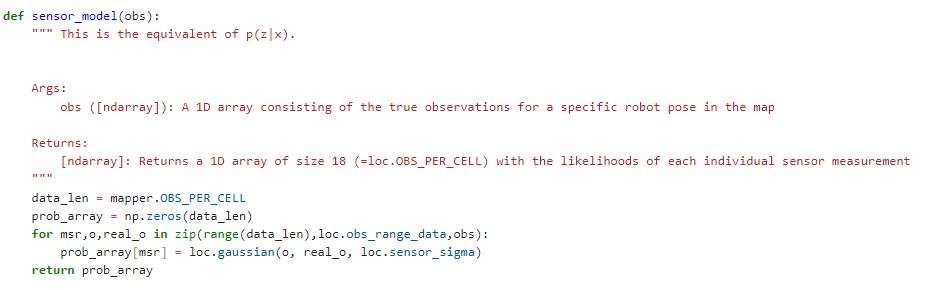 def sensor_model(obs):
    """ This is the equivalent of p(z|x).
    Args:
        obs ([ndarray]): A 1D array consisting of the true observations for a specific robot pose in the map
    Returns:
        [ndarray]: Returns a 1D array of size 18 (=loc.OBS_PER_CELL) with the likelihoods of each individual sensor measurement
    """
    data_len = mapper.OBS_PER_CELL
    prob_array = np.zeros(data_len)
    for msr,o,real_o in zip(range(data_len),loc.obs_range_data,obs):
        prob_array[msr] = loc.gaussian(o, real_o, loc.sensor_sigma)
    return prob_array